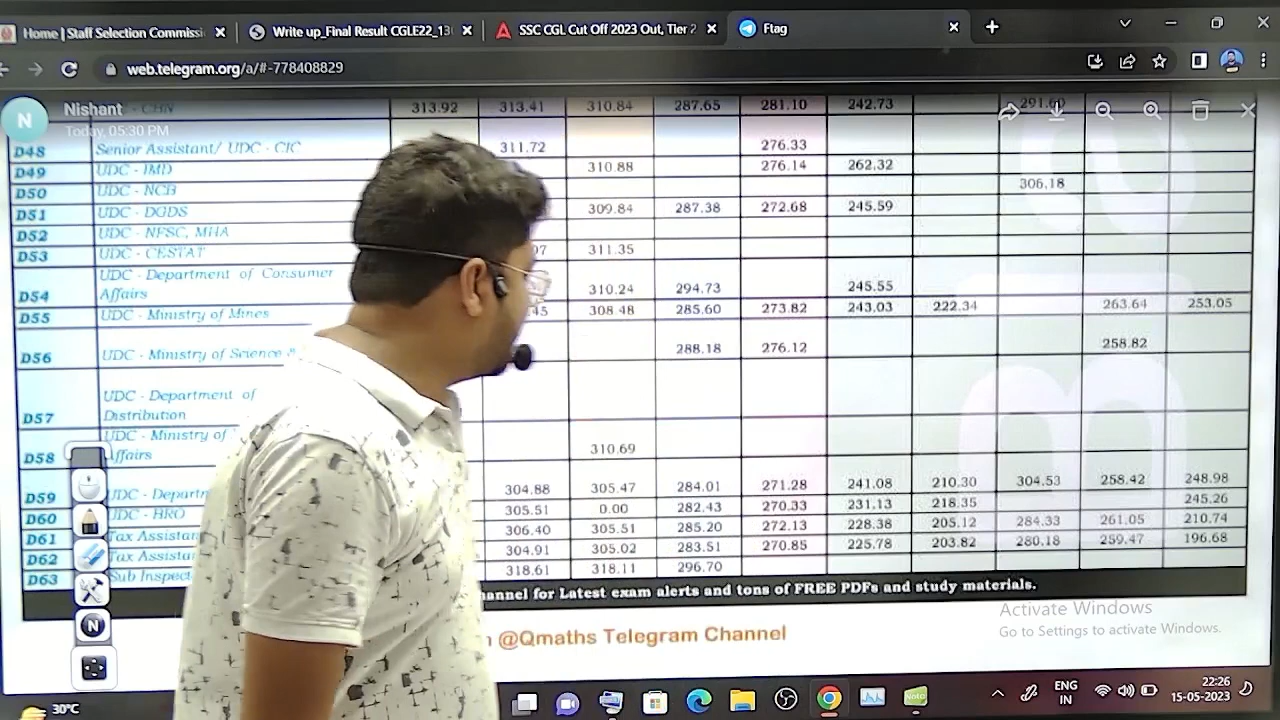 Home | Staff Selection Commissi
Write up_Final Result CGLE22_13
SSC CGL Cut Off 2023 Out, Tier 2
Ftag
web.telegram.org/a/#-778408829
N
Nishant
Today, 05:30 PM
CHN 313.92 313.41 310.84 287.65 281.10 242.73
D48 Senior Assistant/ UDC - CIC 311.72 276.33
D49 UDC - IMD 310.88 276.14 262.32
D50 UDC - NCB 306.18
D51 UDC - DGDS 309.84 287.38 272.68 245.59
D52 UDC - NFSC, MHA
D53 UDC - CESTAT 07 311.35
D54 UDC - Department of Consumer
Affairs 310.24 294.73 245.55
D55 UDC - Ministry of Mines 45 308.48 285.60 273.82 243.03 222.34 263.64 253.05
D56 UDC - Ministry of Science 288.18 276.12 258.82
D57 UDC - Department of
Distribution
D58 UDC - Ministry of
Affairs 310.69
D59 UDC - Departm 304.88 305.47 284.01 271.28 241.08 210.30 304.53 258.42 248.98
D60 UDC - HRO 305.51 0.00 282.43 270.33 231.13 218.35 245.26
D61 Tax Assistan 306.40 305.51 285.20 272.13 228.38 205.12 284.33 261.05 210.74
D62 Tax Assistan 304.91 305.02 283.51 270.85 225.78 203.82 280.18 259.47 196.68
D63 Sub Inspect 318.61 318.11 296.70
annel for Latest exam alerts and tons of FREE PDFs and study materials.
@Qmaths Telegram Channel
Activate Windows
Go to Settings to activate Windows.
N
30°C
ENG
IN
22:26
15-05-2023